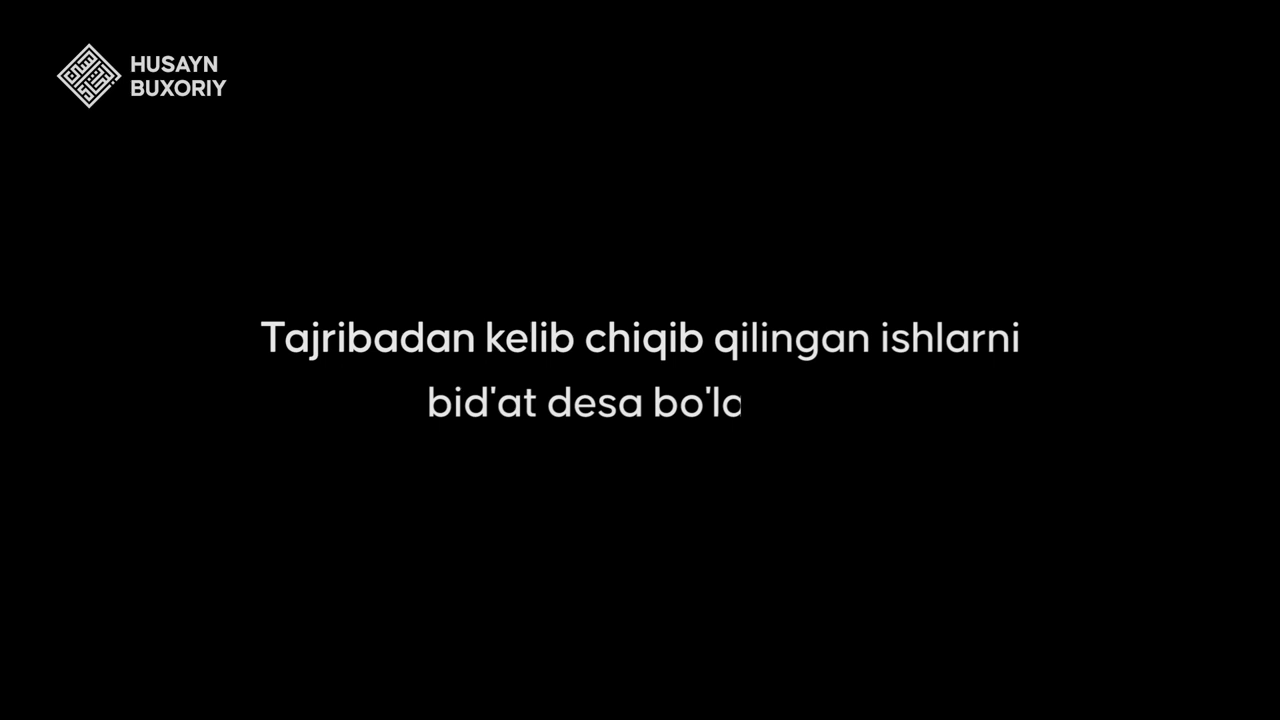 HUSAYN
BUXORIY
Tajribadan kelib chiqib qilingan ishlarni
bid'at desa